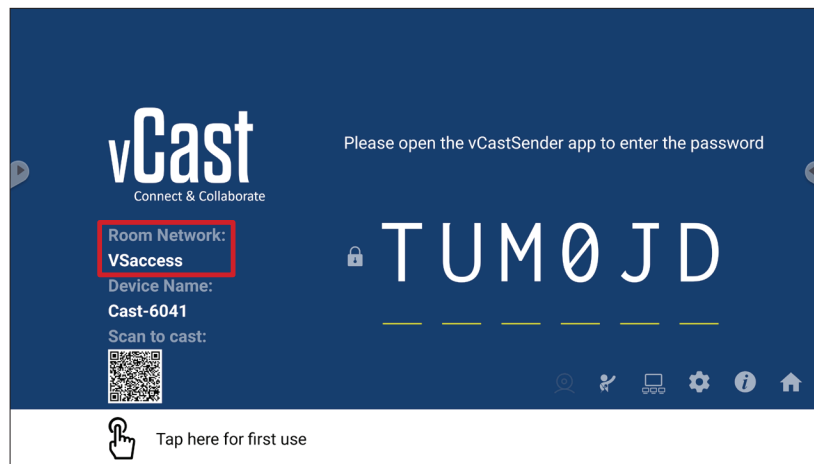 vCast
Connect & Collaborate
Please open the vCastSender app to enter the password
Room Network:
VSaccess
Device Name:
Cast-6041
Scan to cast:
TUM0JD
Tap here for first use